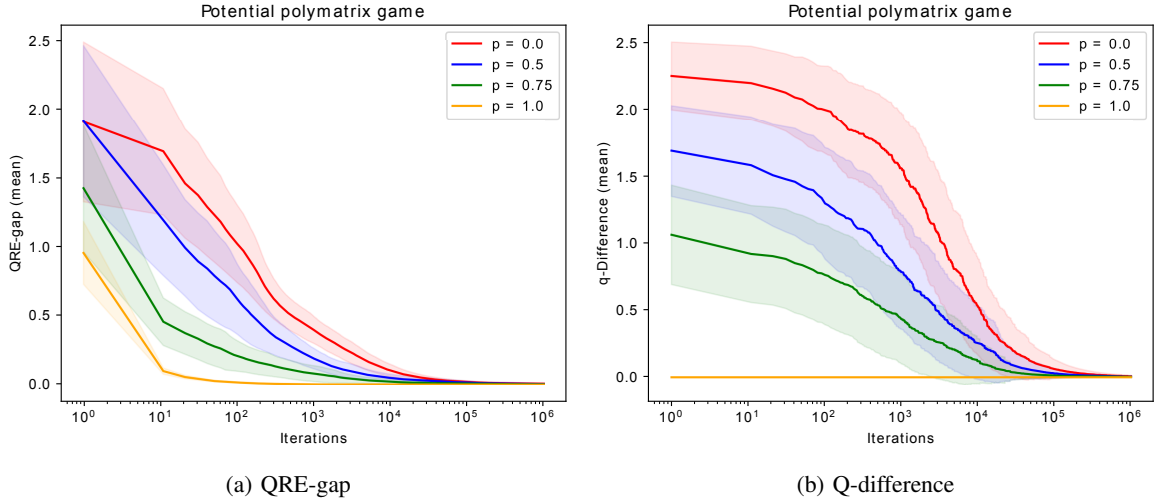 Potential polymatrix game
QRE-gap (mean)
2.5
2.0
1.5
1.0
0.5
0.0
p = 0.0
p = 0.5
p = 0.75
p = 1.0
10^0 10^1 10^2 10^3 10^4 10^5 10^6
Iterations
(a) QRE-gap
Potential polymatrix game
q-Difference (mean)
2.5
2.0
1.5
1.0
0.5
0.0
p = 0.0
p = 0.5
p = 0.75
p = 1.0
10^0 10^1 10^2 10^3 10^4 10^5 10^6
Iterations
(b) Q-difference